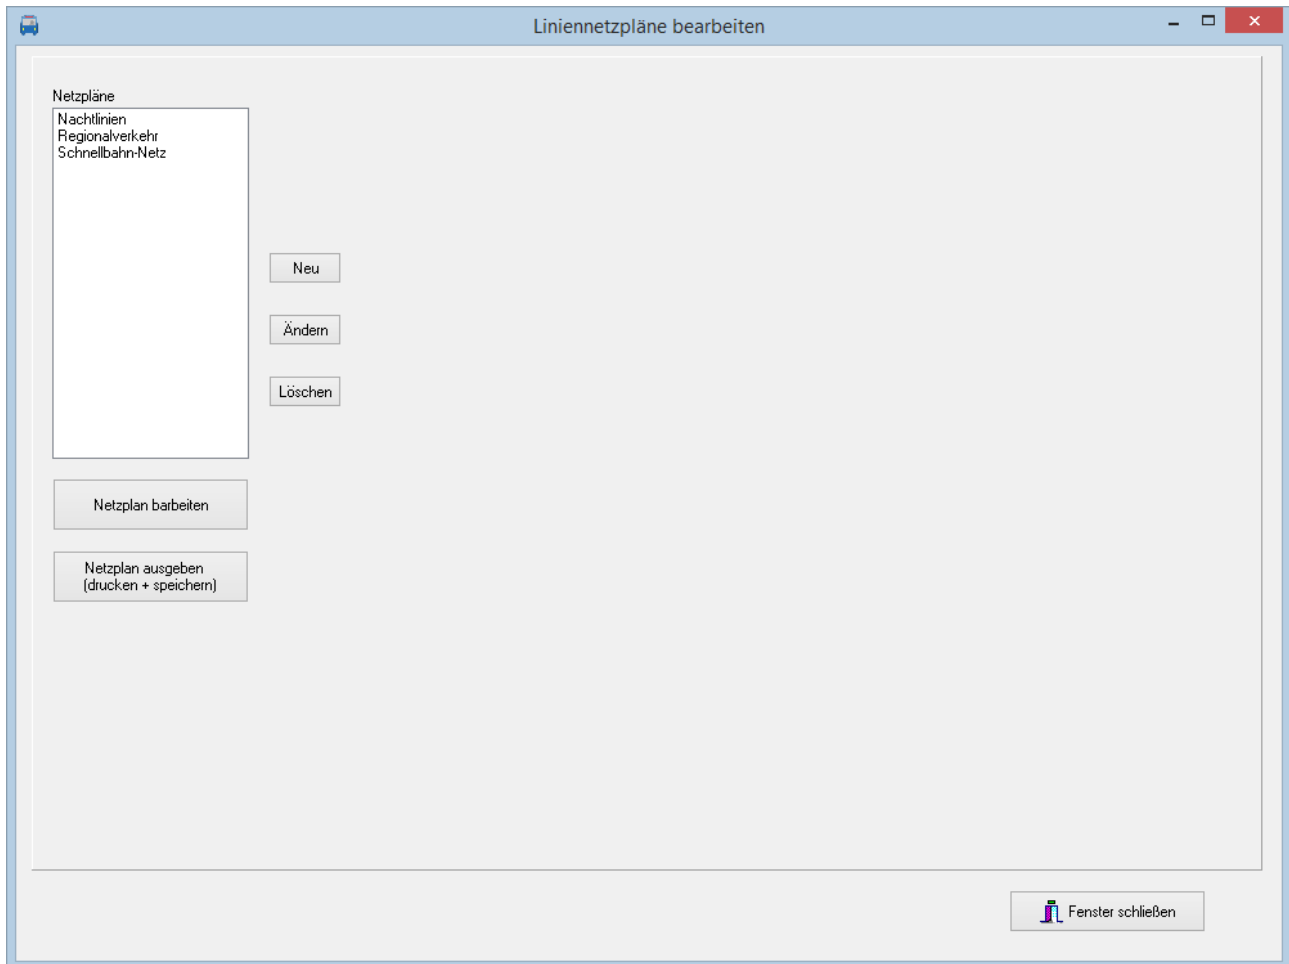 Liniennetzpläne bearbeiten
Netzpläne
Nachtlinien
Regionalverkehr
Schnellbahn-Netz
Neu
Ändern
Löschen
Netzplan barbeiten
Netzplan ausgeben
(drucken + speichern)
Fenster schließen